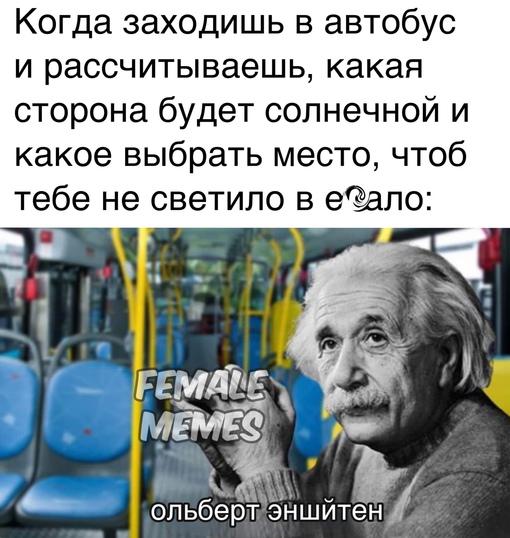 Когда заходишь в автобус
и рассчитываешь, какая
сторона будет солнечной и
какое выбрать место, чтоб
тебе не светило в е ало:
FEMALE
MEMES
ольберт эншйтен